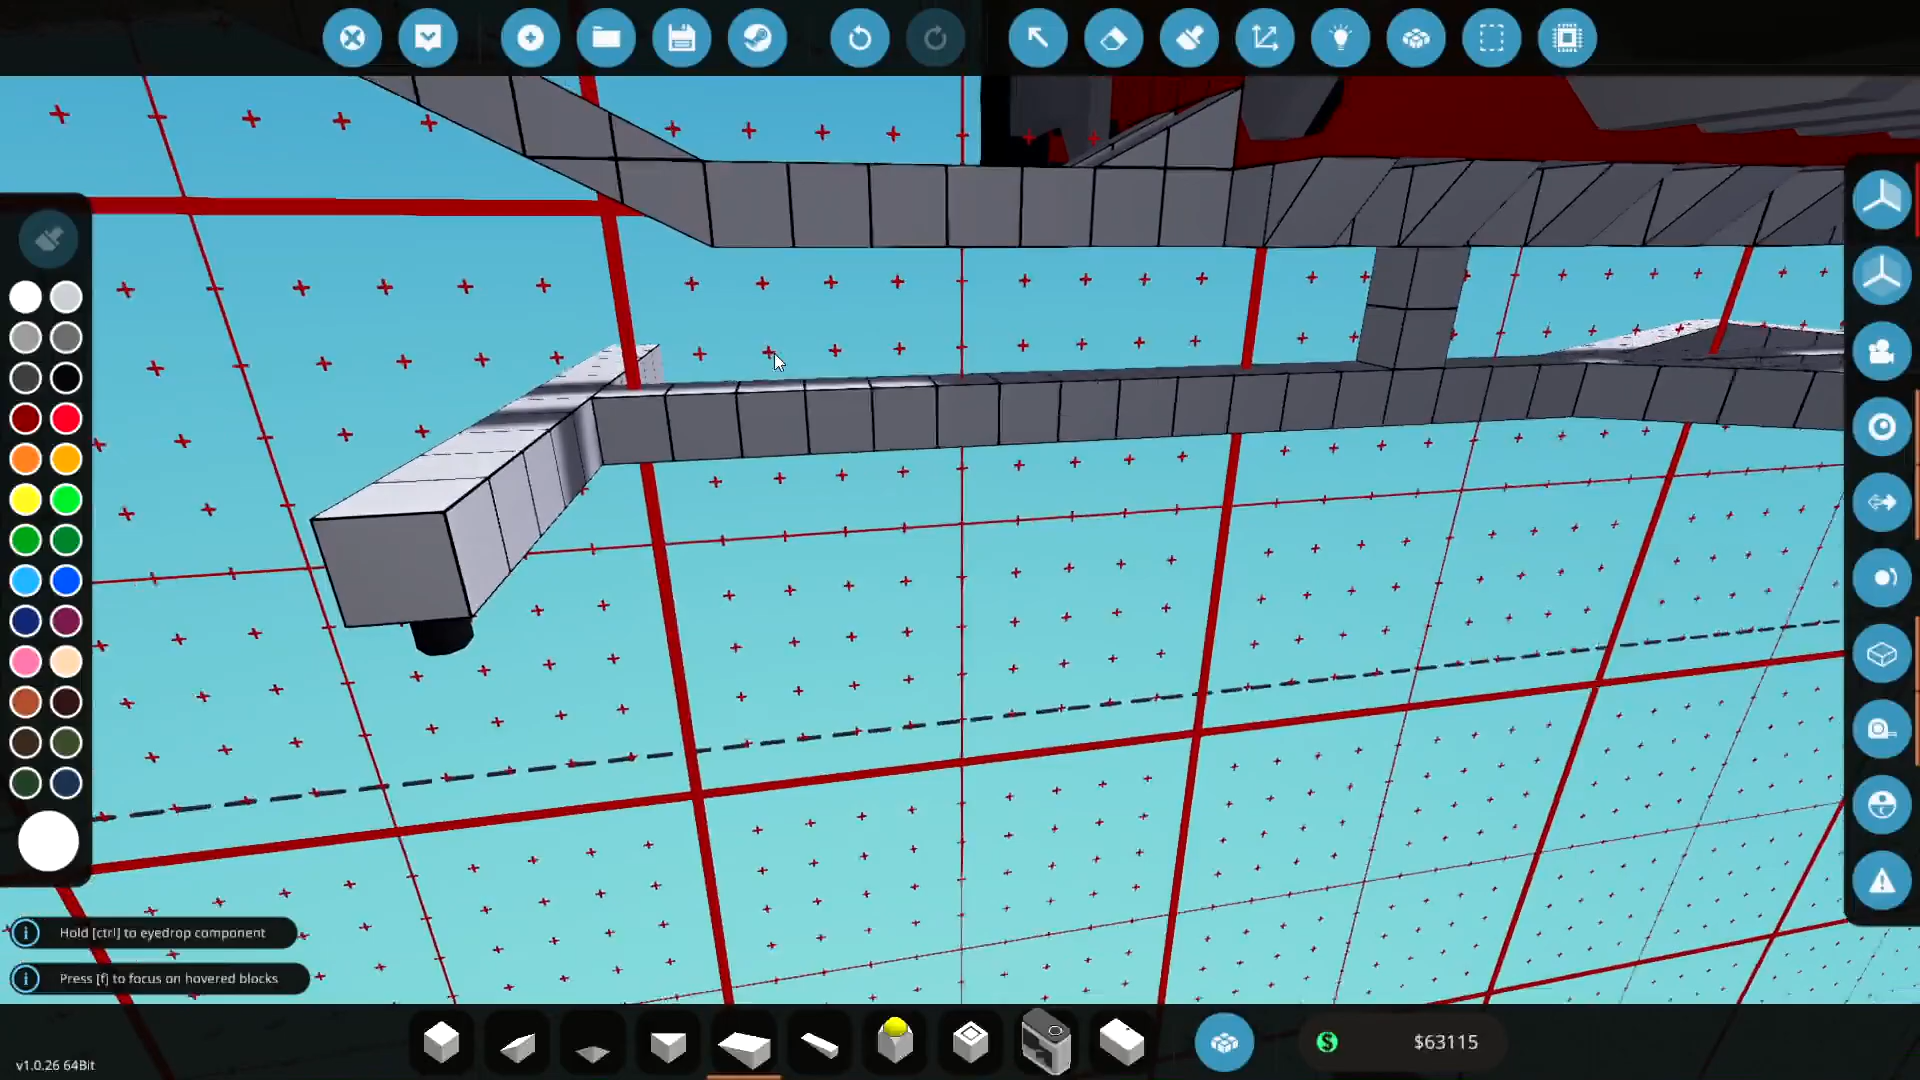 Hold [ctrl] to eyedrop component
Press [f] to focus on hovered blocks
v1.0.26 64Bit
$ $63115